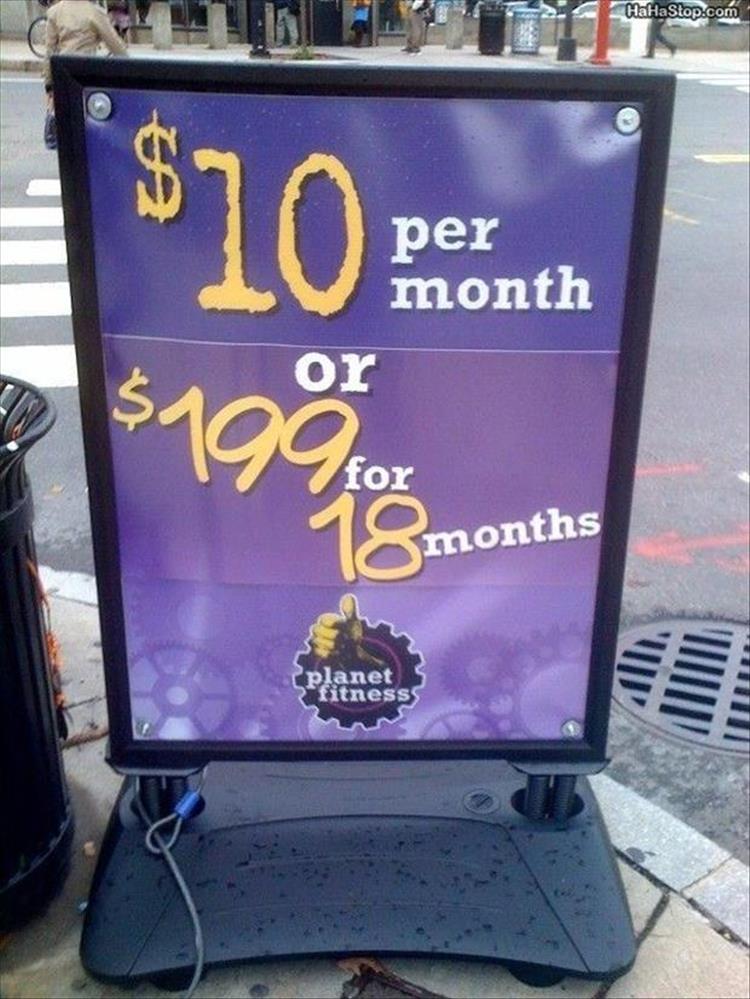 HaHaStop.com
$10 per
month
or
$199 for
18 months
planet
fitness